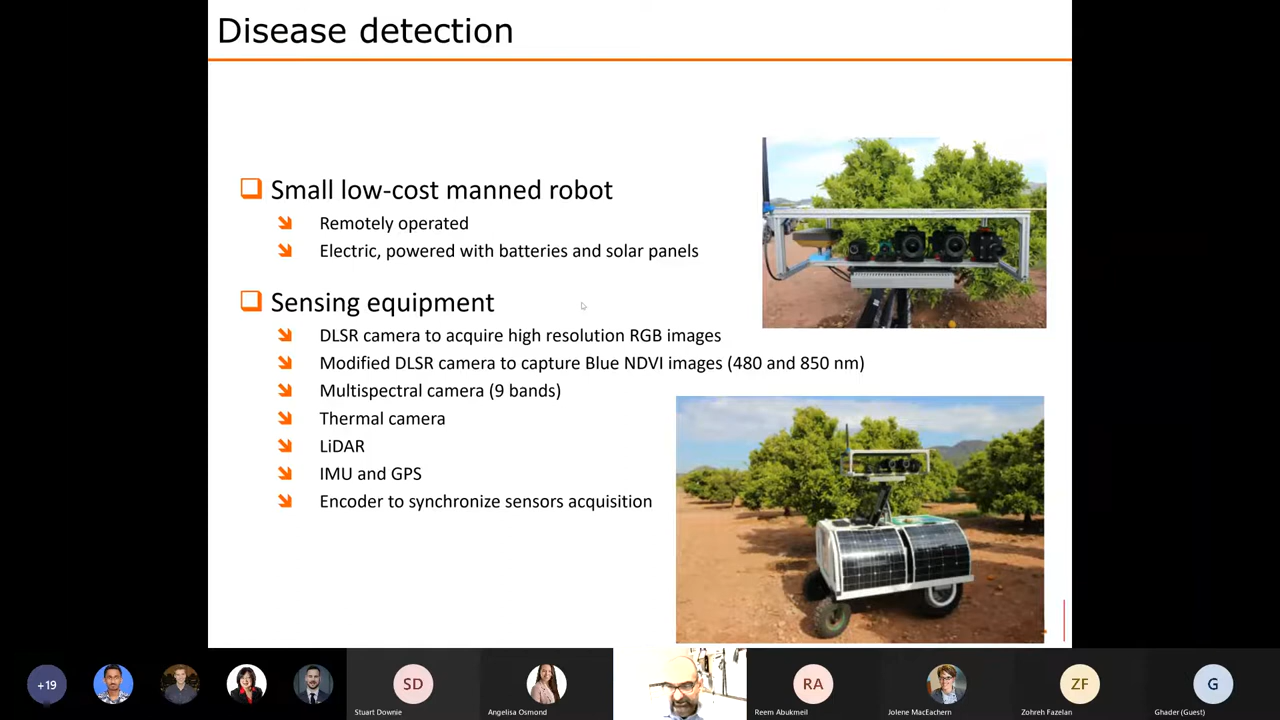 Disease detection
Small low-cost manned robot
Remotely operated
Electric, powered with batteries and solar panels
Sensing equipment
DLSR camera to acquire high resolution RGB images
Modified DLSR camera to capture Blue NDVI images (480 and 850 nm)
Multispectral camera (9 bands)
Thermal camera
LiDAR
IMU and GPS
Encoder to synchronize sensors acquisition
+19
SD
RA
ZF
G
Stuart Downie
Angelisa Osmond
Reem Abukmeil
Jolene MacEachern
Zohreh Fazelan
Ghader (Guest)